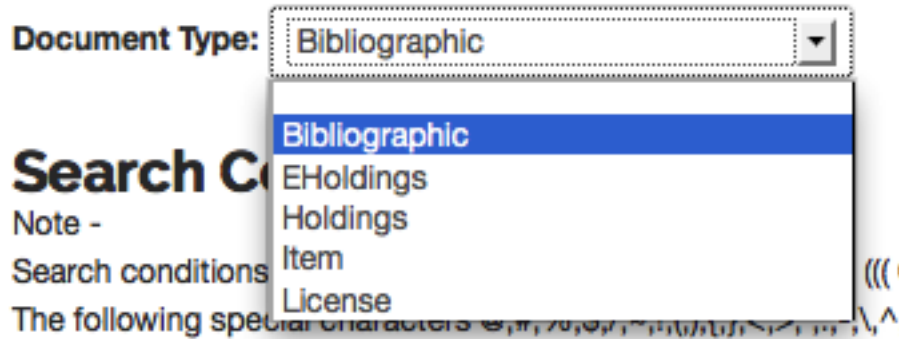 Document Type: Bibliographic
Bibliographic
EHoldings
Holdings
Item
License
Search C
Note -
Search conditions (((
The following special characters @,#,%,$,/,~,!,(,),{,},<,>, ,:,-,\,^